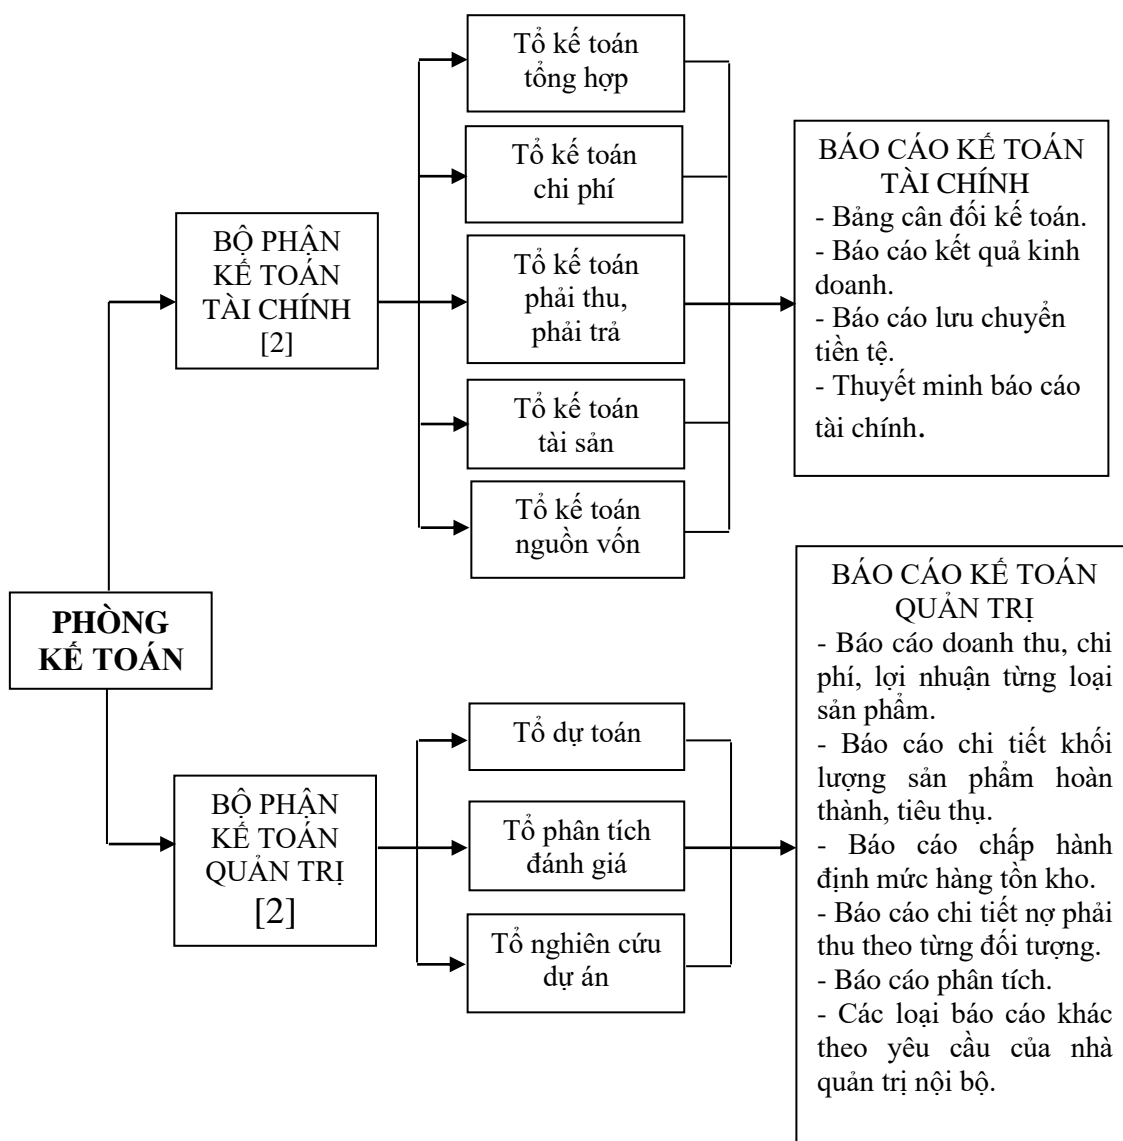 Tổ kế toán
tổng hợp
Tổ kế toán
chi phí
BỘ PHẬN
KẾ TOÁN
TÀI CHÍNH
[2]
Tổ kế toán
phải thu,
phải trả
Tổ kế toán
tài sản
Tổ kế toán
nguồn vốn
BÁO CÁO KẾ TOÁN
TÀI CHÍNH
- Bảng cân đối kế toán.
- Báo cáo kết quả kinh
doanh.
- Báo cáo lưu chuyển
tiền tệ.
- Thuyết minh báo cáo
tài chính.
PHÒNG
KẾ TOÁN
BỘ PHẬN
KẾ TOÁN
QUẢN TRỊ
[2]
Tổ dự toán
Tổ phân tích
đánh giá
Tổ nghiên cứu
dự án
BÁO CÁO KẾ TOÁN
QUẢN TRỊ
- Báo cáo doanh thu, chi
phí, lợi nhuận từng loại
sản phẩm.
- Báo cáo chi tiết khối
lượng sản phẩm hoàn
thành, tiêu thụ.
- Báo cáo chấp hành
định mức hàng tồn kho.
- Báo cáo chi tiết nợ phải
thu theo từng đối tượng.
- Báo cáo phân tích.
- Các loại báo cáo khác
theo yêu cầu của nhà
quản trị nội bộ.